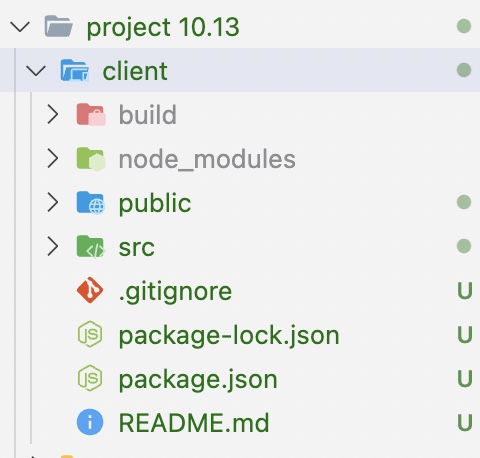 project 10.13
client
build
node_modules
public
src
.gitignore
U
package-lock.json
U
package.json
U
README.md
U